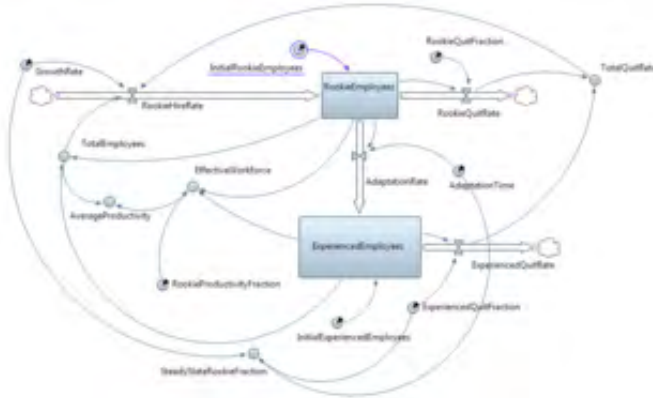 InitialRookieEmployees
RookieQuitFraction
GrowthRate
RookieEmployees
TotalQuitRate
RookieHireRate
RookieQuitRate
TotalEmployees
EffectiveWorkforce
AdaptationRate
AdaptationTime
AverageProductivity
ExperiencedEmployees
ExperiencedQuitRate
RookieProductivityFraction
ExperiencedQuitFraction
InitialExperiencedEmployees
SteadyStateRookieFraction